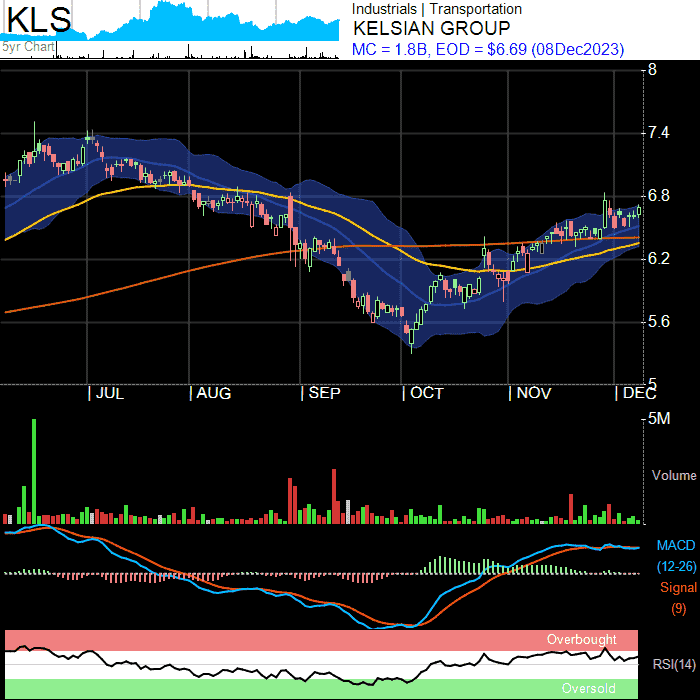 KLS
5yr Chart
Industrials | Transportation
KELSIAN GROUP
MC = 1.8B, EOD = $6.69 (08Dec2023)
8
7.4
6.8
6.2
5.6
5
JUL AUG SEP OCT NOV DEC
5M
Volume
MACD
(12-26)
Signal
(9)
Overbought
RSI(14)
Oversold